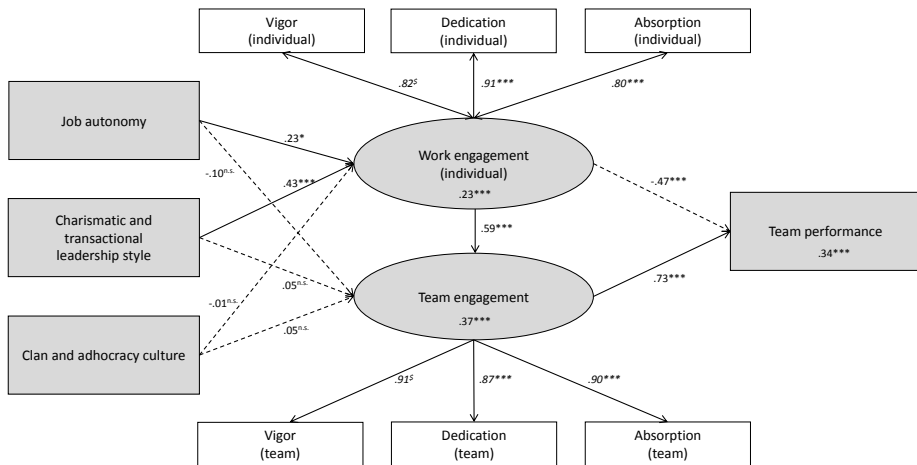 Vigor
(individual)
Dedication
(individual)
Absorption
(individual)
.82$
.91***
.80***
Job autonomy
.23*
-.10n.s.
Work engagement
(individual)
.23***
.43***
-.47***
Charismatic and
transactional
leadership style
.59***
Team performance
.34***
-.01n.s.
.05n.s.
.05n.s.
Team engagement
.37***
.73***
Clan and adhocracy culture
.91$
.87***
.90***
Vigor
(team)
Dedication
(team)
Absorption
(team)